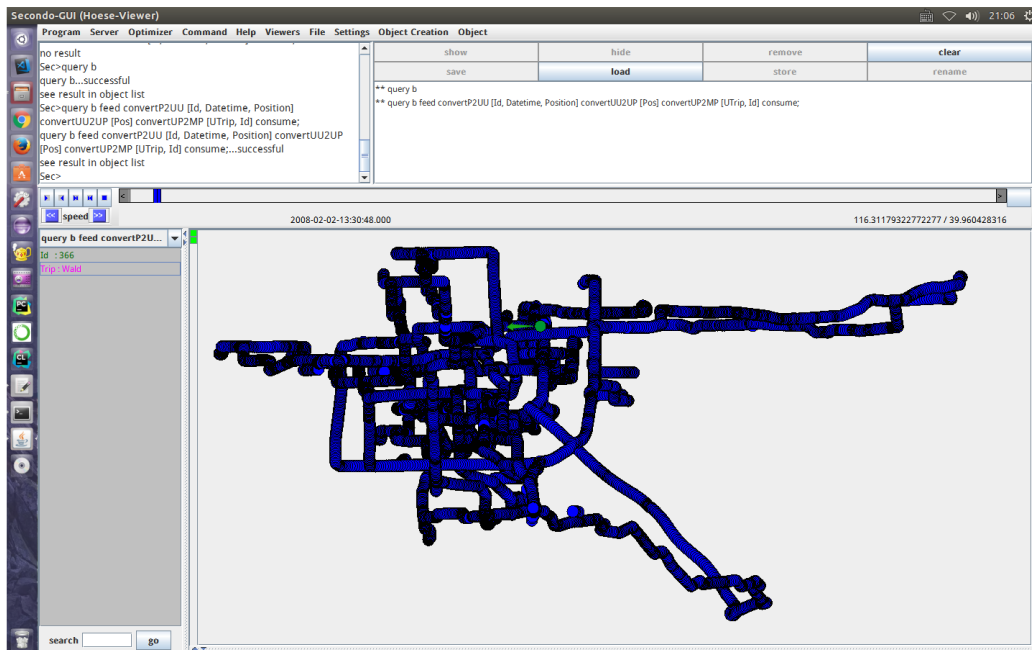 Secondo-GUI (Hoese-Viewer)
21:06
Program Server Optimizer Command Help Viewers File Settings Object Creation Object
no result
Sec>query b
query b...successful
see result in object list
Sec>query b feed convertP2UU [Id, Datetime, Position]
convertUU2UP [Pos] convertUP2MP [UTrip, Id] consume;
query b feed convertP2UU [Id, Datetime, Position] convertUU2UP
[Pos] convertUP2MP [UTrip, Id] consume;...successful
see result in object list
Sec>
show hide remove clear
save load store rename
** query b
** query b feed convertP2UU [Id, Datetime, Position] convertUU2UP [Pos] convertUP2MP [UTrip, Id] consume;
< >
<< speed >>
2008-02-02-13:30:48.000
116.31179322772277 / 39.960428316
query b feed convertP2U...
Id : 366
Trip : Wald
search
go